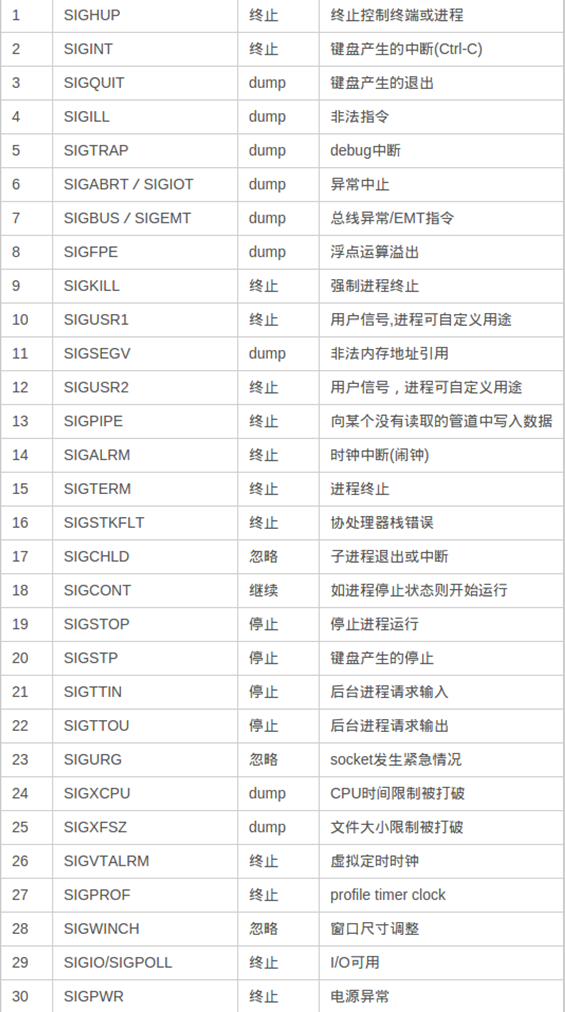 1 SIGHUP 终止 终止控制终端或进程
2 SIGINT 终止 键盘产生的中断(Ctrl-C)
3 SIGQUIT dump 键盘产生的退出
4 SIGILL dump 非法指令
5 SIGTRAP dump debug中断
6 SIGABRT / SIGIOT dump 异常中止
7 SIGBUS / SIGEMT dump 总线异常/EMT指令
8 SIGFPE dump 浮点运算溢出
9 SIGKILL 终止 强制进程终止
10 SIGUSR1 终止 用户信号,进程可自定义用途
11 SIGSEGV dump 非法内存地址引用
12 SIGUSR2 终止 用户信号，进程可自定义用途
13 SIGPIPE 终止 向某个没有读取的管道中写入数据
14 SIGALRM 终止 时钟中断(闹钟)
15 SIGTERM 终止 进程终止
16 SIGSTKFLT 终止 协处理器栈错误
17 SIGCHLD 忽略 子进程退出或中断
18 SIGCONT 继续 如进程停止状态则开始运行
19 SIGSTOP 停止 停止进程运行
20 SIGSTP 停止 键盘产生的停止
21 SIGTTIN 停止 后台进程请求输入
22 SIGTTOU 停止 后台进程请求输出
23 SIGURG 忽略 socket发生紧急情况
24 SIGXCPU dump CPU时间限制被打破
25 SIGXFSZ dump 文件大小限制被打破
26 SIGVTALRM 终止 虚拟定时时钟
27 SIGPROF 终止 profile timer clock
28 SIGWINCH 忽略 窗口尺寸调整
29 SIGIO/SIGPOLL 终止 I/O可用
30 SIGPWR 终止 电源异常